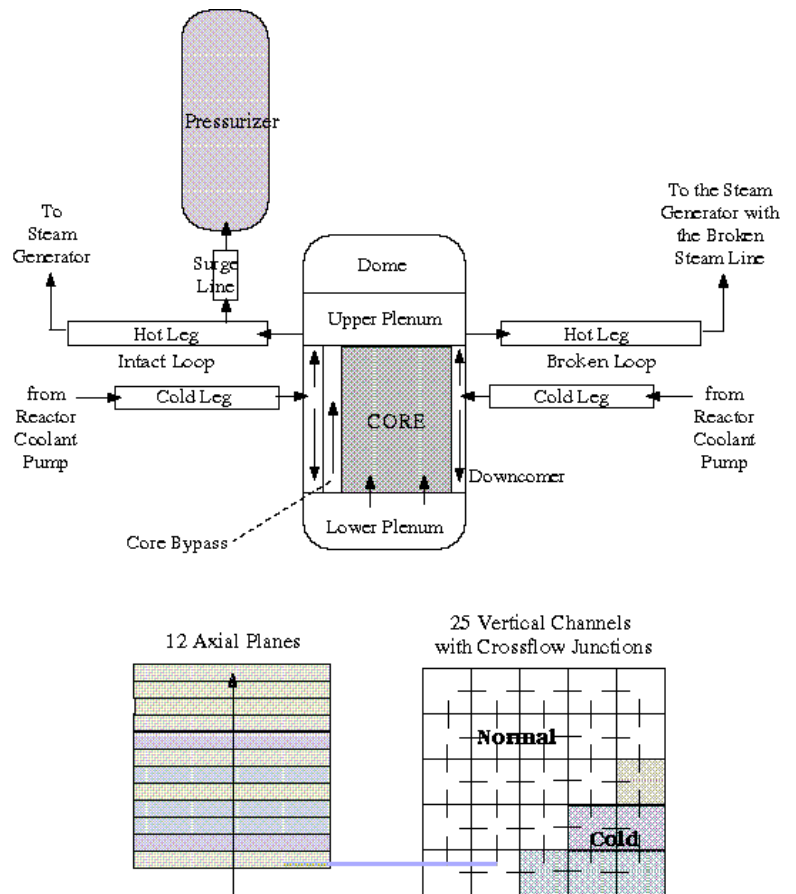 Pressurizer
To
Steam
Generator
Surge
Line
To the Steam
Generator with
the Broken
Steam Line
Dome
Upper Plenum
Hot Leg
Hot Leg
Intact Loop
Broken Loop
from
Reactor
Coolant
Pump
Cold Leg
CORE
Cold Leg
from
Reactor
Coolant
Pump
Downcomer
Lower Plenum
Core Bypass
12 Axial Planes
25 Vertical Channels
with Crossflow Junctions
Normal
Cold